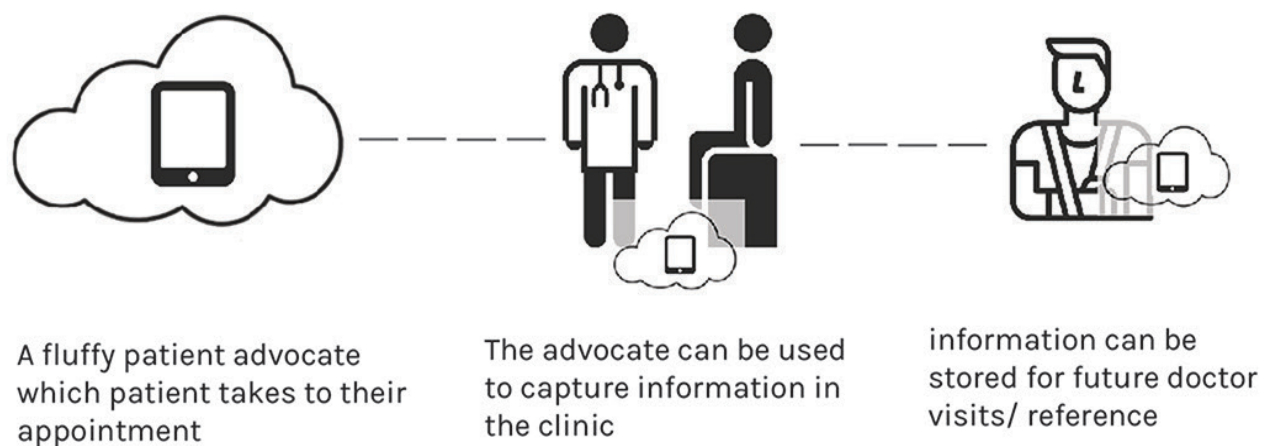 A fluffy patient advocate
which patient takes to their
appointment
The advocate can be used
to capture information in
the clinic
information can be
stored for future doctor
visits/ reference